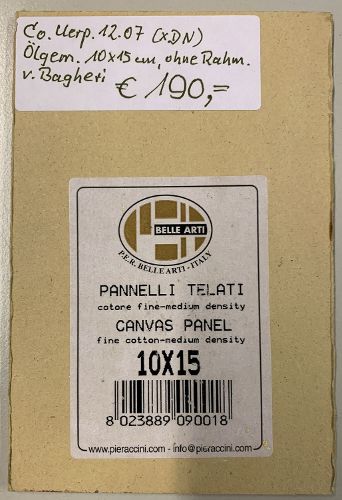 Co. Verp. 12.07 (x.DN)
Ölgem. 10x15 cm, ohne Rahm.
v. Bagheri
€ 190,=
BELLE ARTI
P.E.R. BELLE ARTI - ITALY
PANNELLI TELATI
cotone fine-medium density
CANVAS PANEL
fine cotton-medium density
10X15
8 023889 090018
www.pieraccini.com - info@pieraccini.com